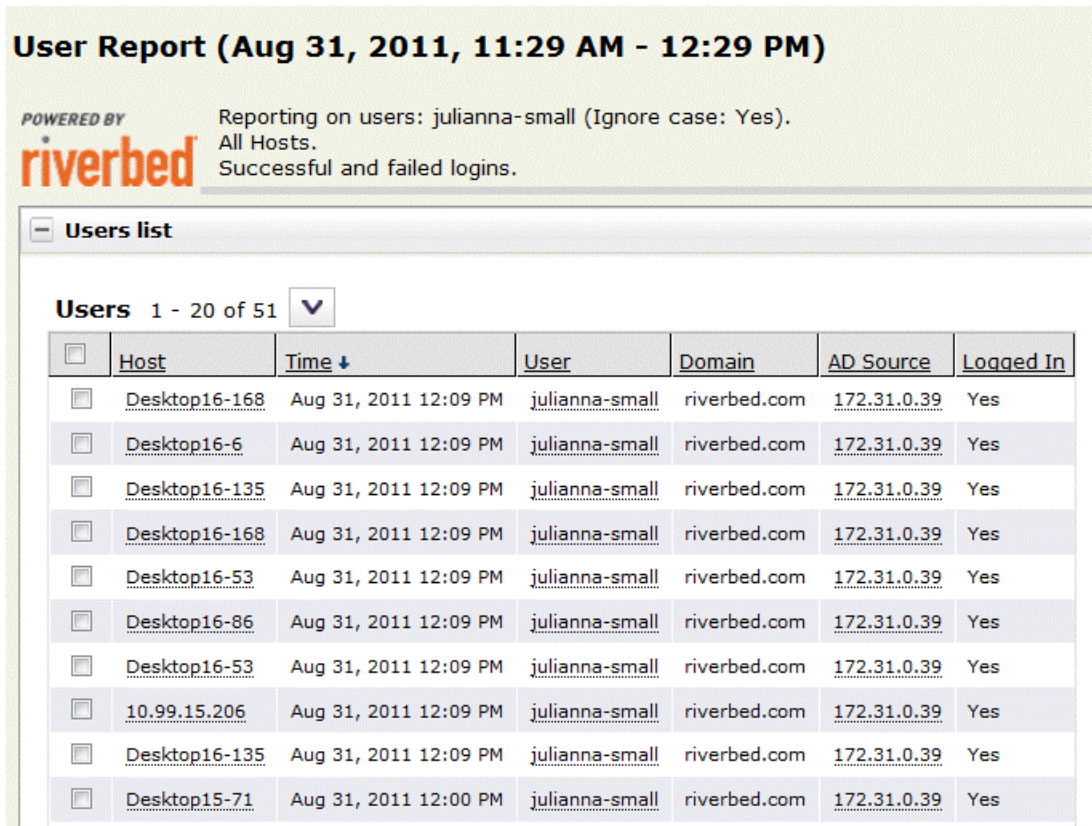 User Report (Aug 31, 2011, 11:29 AM - 12:29 PM)
POWERED BY
riverbed
Reporting on users: julianna-small (Ignore case: Yes).
All Hosts.
Successful and failed logins.
Users list
Users 1 - 20 of 51
Host Time User Domain AD Source Logged In
Desktop16-168 Aug 31, 2011 12:09 PM julianna-small riverbed.com 172.31.0.39 Yes
Desktop16-6 Aug 31, 2011 12:09 PM julianna-small riverbed.com 172.31.0.39 Yes
Desktop16-135 Aug 31, 2011 12:09 PM julianna-small riverbed.com 172.31.0.39 Yes
Desktop16-168 Aug 31, 2011 12:09 PM julianna-small riverbed.com 172.31.0.39 Yes
Desktop16-53 Aug 31, 2011 12:09 PM julianna-small riverbed.com 172.31.0.39 Yes
Desktop16-86 Aug 31, 2011 12:09 PM julianna-small riverbed.com 172.31.0.39 Yes
Desktop16-53 Aug 31, 2011 12:09 PM julianna-small riverbed.com 172.31.0.39 Yes
10.99.15.206 Aug 31, 2011 12:09 PM julianna-small riverbed.com 172.31.0.39 Yes
Desktop16-135 Aug 31, 2011 12:09 PM julianna-small riverbed.com 172.31.0.39 Yes
Desktop15-71 Aug 31, 2011 12:00 PM julianna-small riverbed.com 172.31.0.39 Yes